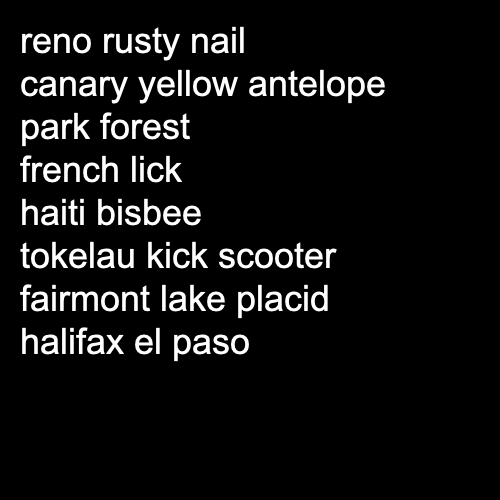 reno rusty nail
canary yellow antelope
park forest
french lick
haiti bisbee
tokelau kick scooter
fairmont lake placid
halifax el paso